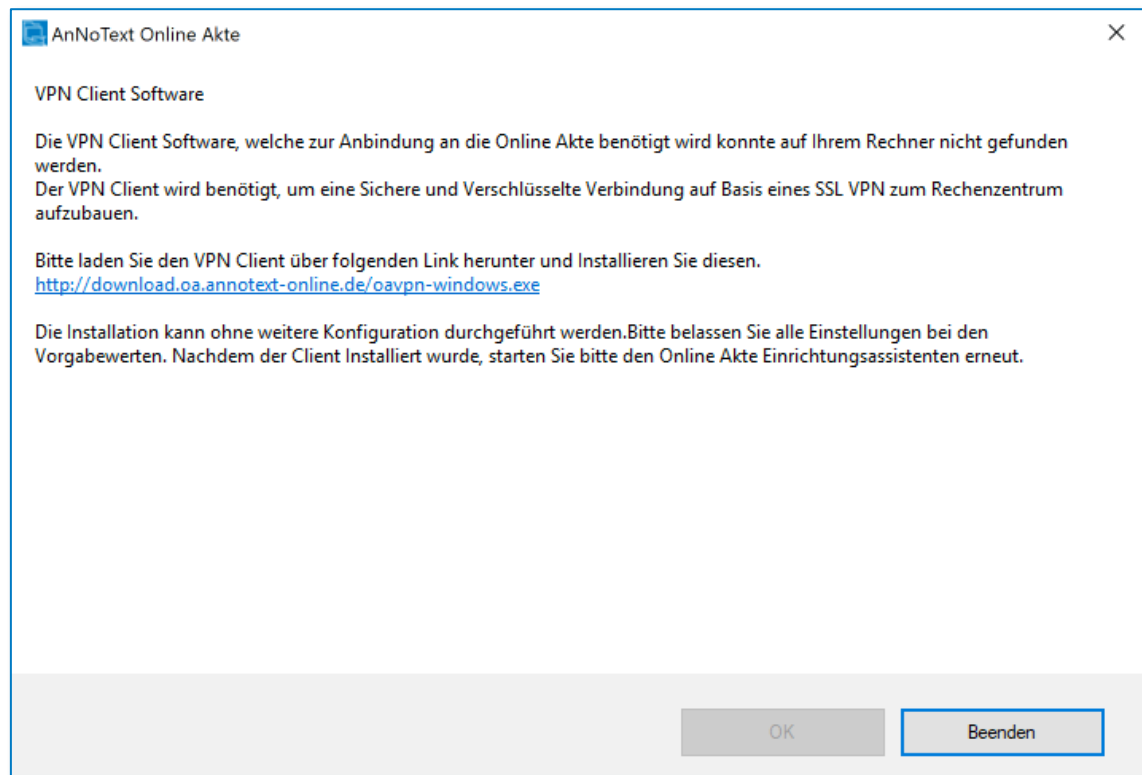 AnNoText Online Akte
VPN Client Software
Die VPN Client Software, welche zur Anbindung an die Online Akte benötigt wird konnte auf Ihrem Rechner nicht gefunden
werden.
Der VPN Client wird benötigt, um eine Sichere und Verschlüsselte Verbindung auf Basis eines SSL VPN zum Rechenzentrum
aufzubauen.
Bitte laden Sie den VPN Client über folgenden Link herunter und Installieren Sie diesen.
http://download.oa.annotext-online.de/oavpn-windows.exe
Die Installation kann ohne weitere Konfiguration durchgeführt werden.Bitte belassen Sie alle Einstellungen bei den
Vorgabewerten. Nachdem der Client Installiert wurde, starten Sie bitte den Online Akte Einrichtungsassistenten erneut.
OK
Beenden